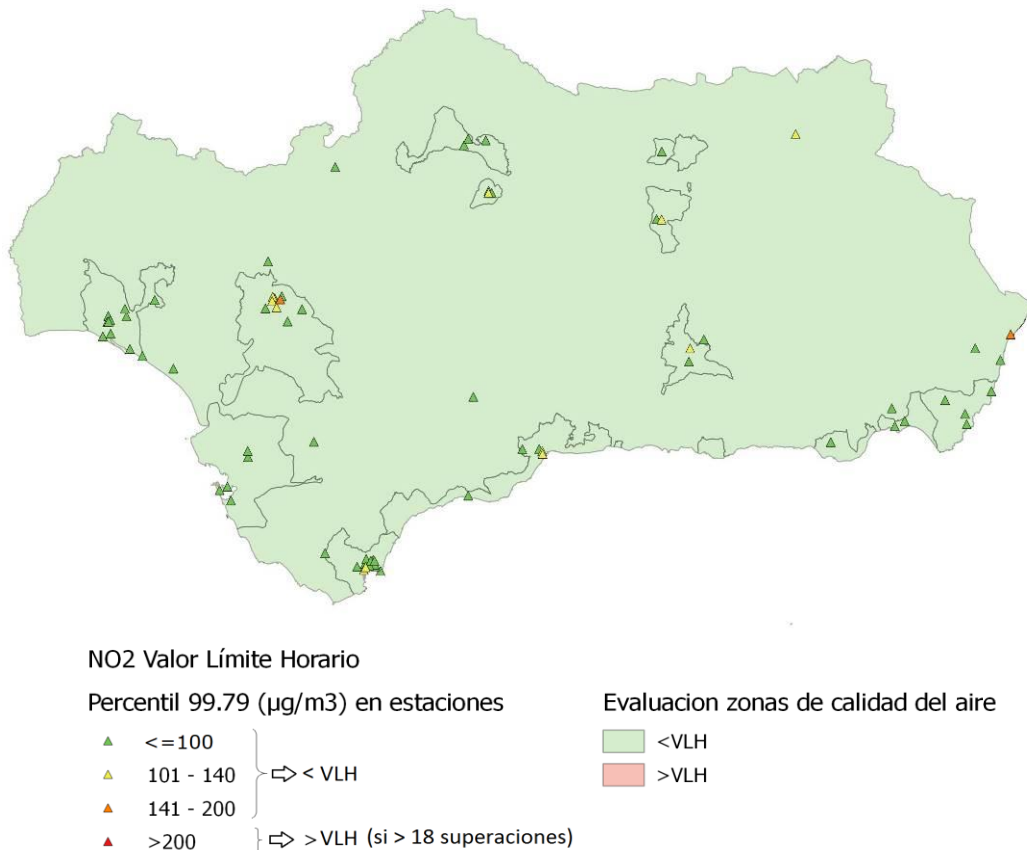 NO2 Valor Límite Horario
Percentil 99.79 (µg/m3) en estaciones
<=100
101 - 140
141 - 200
>200
< VLH
>VLH (si > 18 superaciones)
Evaluacion zonas de calidad del aire
<VLH
>VLH